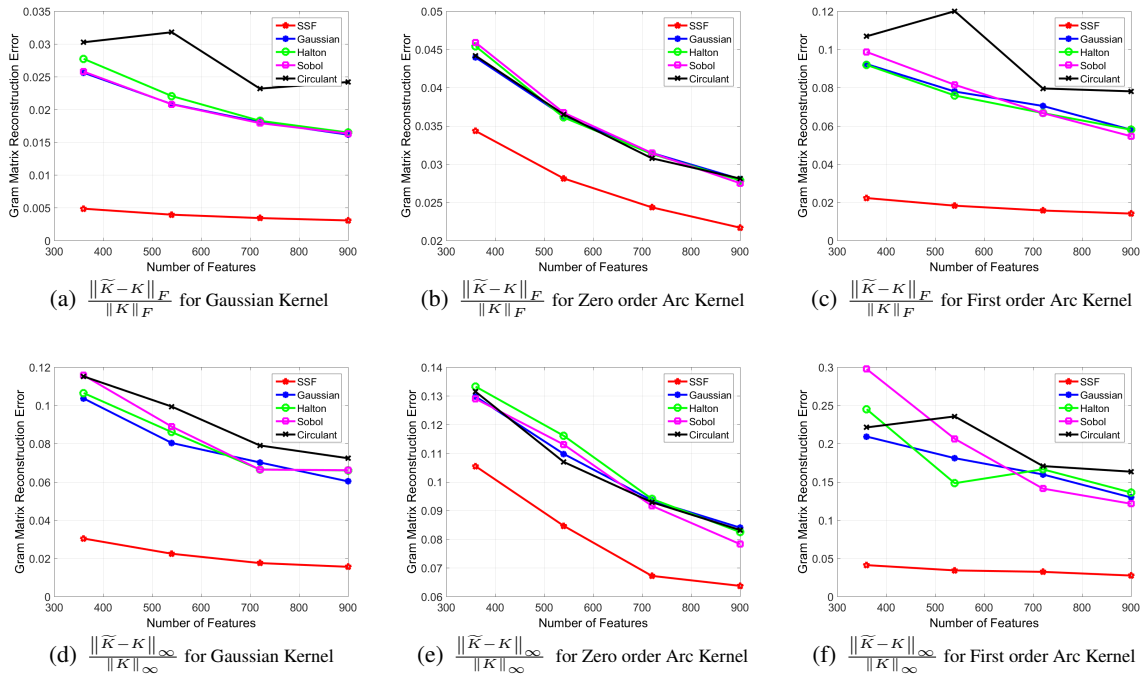 Gram Matrix Reconstruction Error
0.035
0.03
0.025
0.02
0.015
0.01
0.005
0
300 400 500 600 700 800 900
Number of Features
SSF
Gaussian
Halton
Sobol
Circulant
(a) ||K̃−K||_F / ||K||_F for Gaussian Kernel
Gram Matrix Reconstruction Error
0.05
0.045
0.04
0.035
0.03
0.025
0.02
300 400 500 600 700 800 900
Number of Features
SSF
Gaussian
Halton
Sobol
Circulant
(b) ||K̃−K||_F / ||K||_F for Zero order Arc Kernel
Gram Matrix Reconstruction Error
0.12
0.1
0.08
0.06
0.04
0.02
0
300 400 500 600 700 800 900
Number of Features
SSF
Gaussian
Halton
Sobol
Circulant
(c) ||K̃−K||_F / ||K||_F for First order Arc Kernel
Gram Matrix Reconstruction Error
0.12
0.1
0.08
0.06
0.04
0.02
0
300 400 500 600 700 800 900
Number of Features
SSF
Gaussian
Halton
Sobol
Circulant
(d) ||K̃−K||_∞ / ||K||_∞ for Gaussian Kernel
Gram Matrix Reconstruction Error
0.14
0.13
0.12
0.11
0.1
0.09
0.08
0.07
0.06
300 400 500 600 700 800 900
Number of Features
SSF
Gaussian
Halton
Sobol
Circulant
(e) ||K̃−K||_∞ / ||K||_∞ for Zero order Arc Kernel
Gram Matrix Reconstruction Error
0.3
0.25
0.2
0.15
0.1
0.05
0
300 400 500 600 700 800 900
Number of Features
SSF
Gaussian
Halton
Sobol
Circulant
(f) ||K̃−K||_∞ / ||K||_∞ for First order Arc Kernel